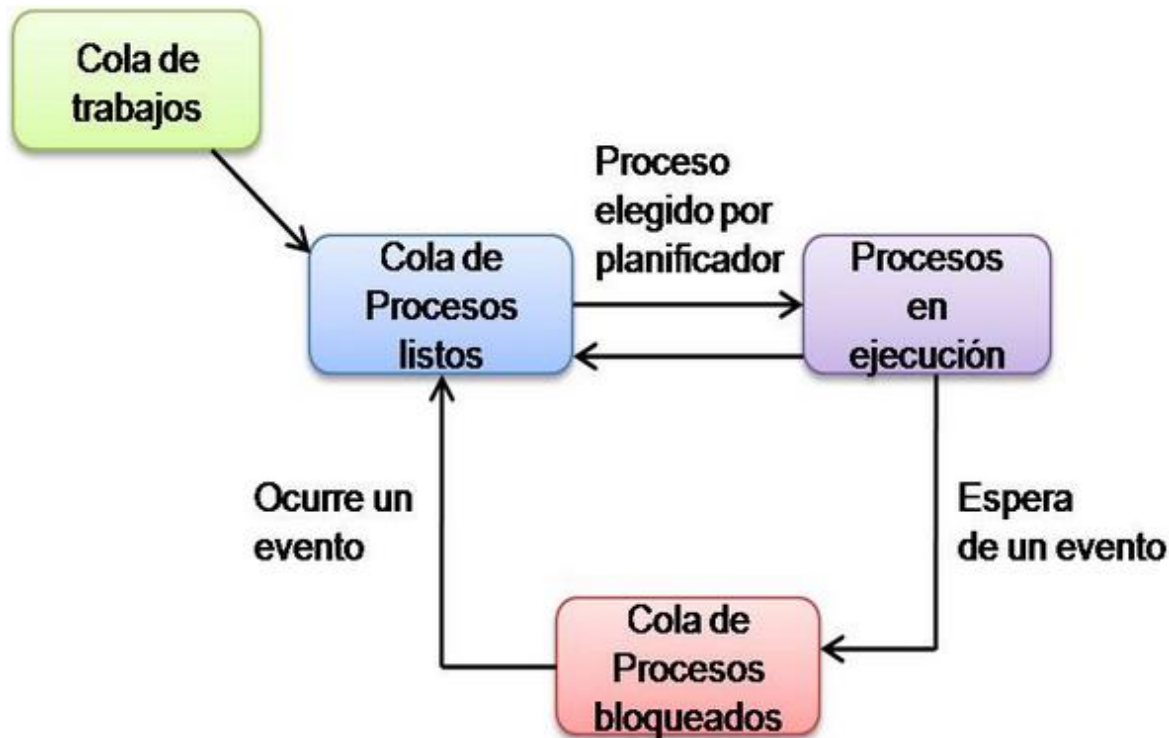 Cola de
trabajos
Proceso
elegido por
planificador
Cola de
Procesos
listos
Procesos
en
ejecución
Ocurre un
evento
Espera
de un evento
Cola de
Procesos
bloqueados